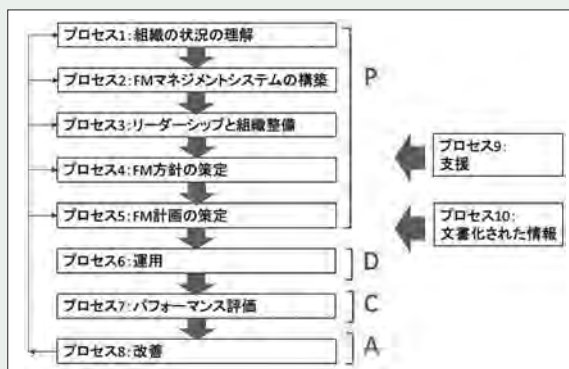 プロセス1：組織の状況の理解
プロセス2：FMマネジメントシステムの構築
プロセス3：リーダーシップと組織整備
プロセス4：FM方針の策定
プロセス5：FM計画の策定
P
プロセス6：運用
D
プロセス7：パフォーマンス評価
C
プロセス8：改善
A
プロセス9：
支援
プロセス10：
文書化された情報